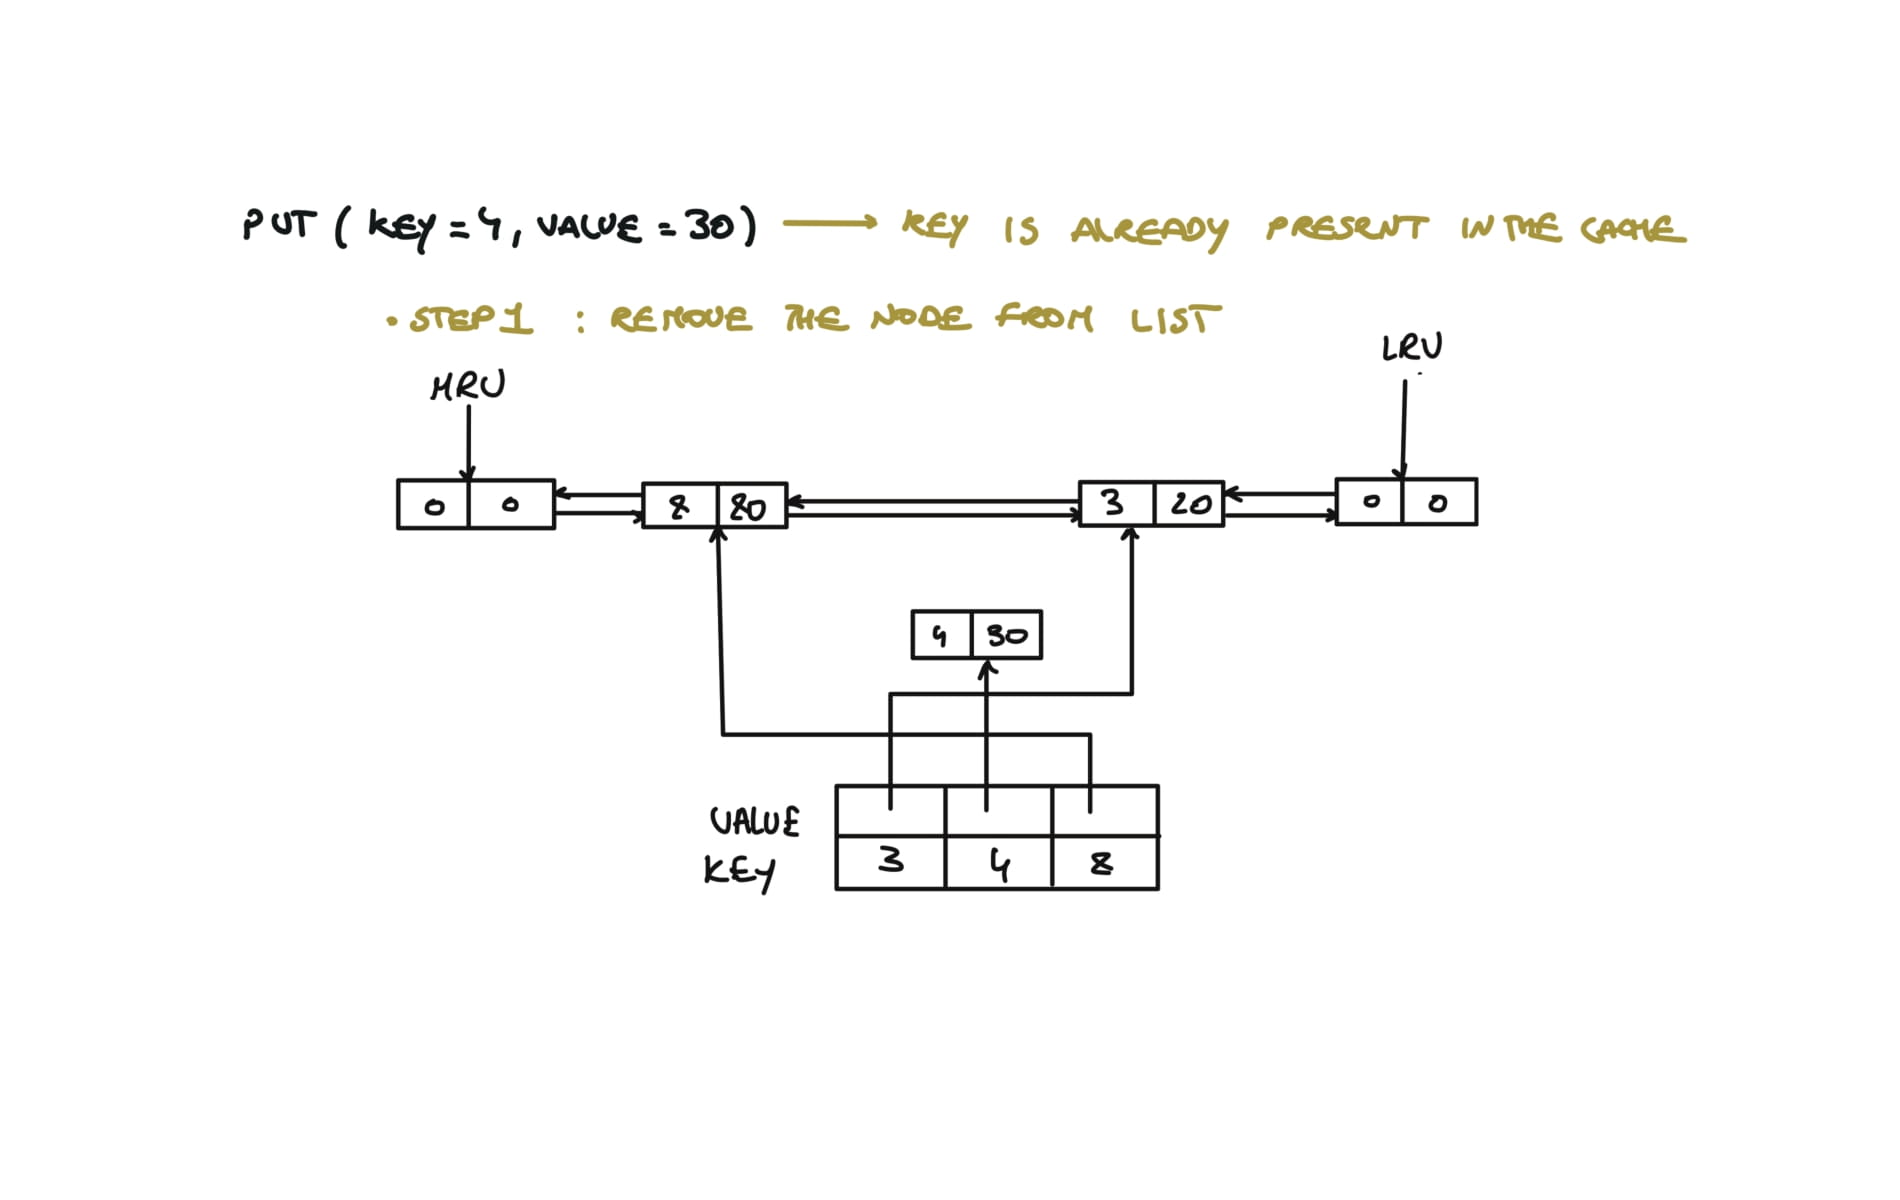 PUT ( KEY = 4, VALUE = 30 ) → KEY IS ALREADY PRESENT IN THE CACHE
• STEP 1 : REMOVE THE NODE FROM LIST
LRU
MRU
0 0 8 80 3 20 0 0
4 30
VALUE
KEY 3 4 8